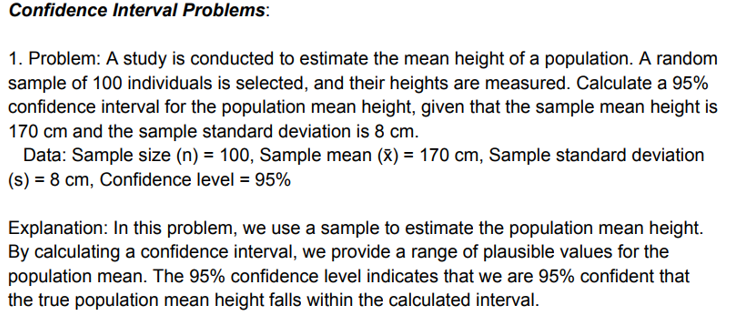 Confidence Interval Problems:
1. Problem: A study is conducted to estimate the mean height of a population. A random
sample of 100 individuals is selected, and their heights are measured. Calculate a 95%
confidence interval for the population mean height, given that the sample mean height is
170 cm and the sample standard deviation is 8 cm.
Data: Sample size (n) = 100, Sample mean (x̄) = 170 cm, Sample standard deviation
(s) = 8 cm, Confidence level = 95%
Explanation: In this problem, we use a sample to estimate the population mean height.
By calculating a confidence interval, we provide a range of plausible values for the
population mean. The 95% confidence level indicates that we are 95% confident that
the true population mean height falls within the calculated interval.